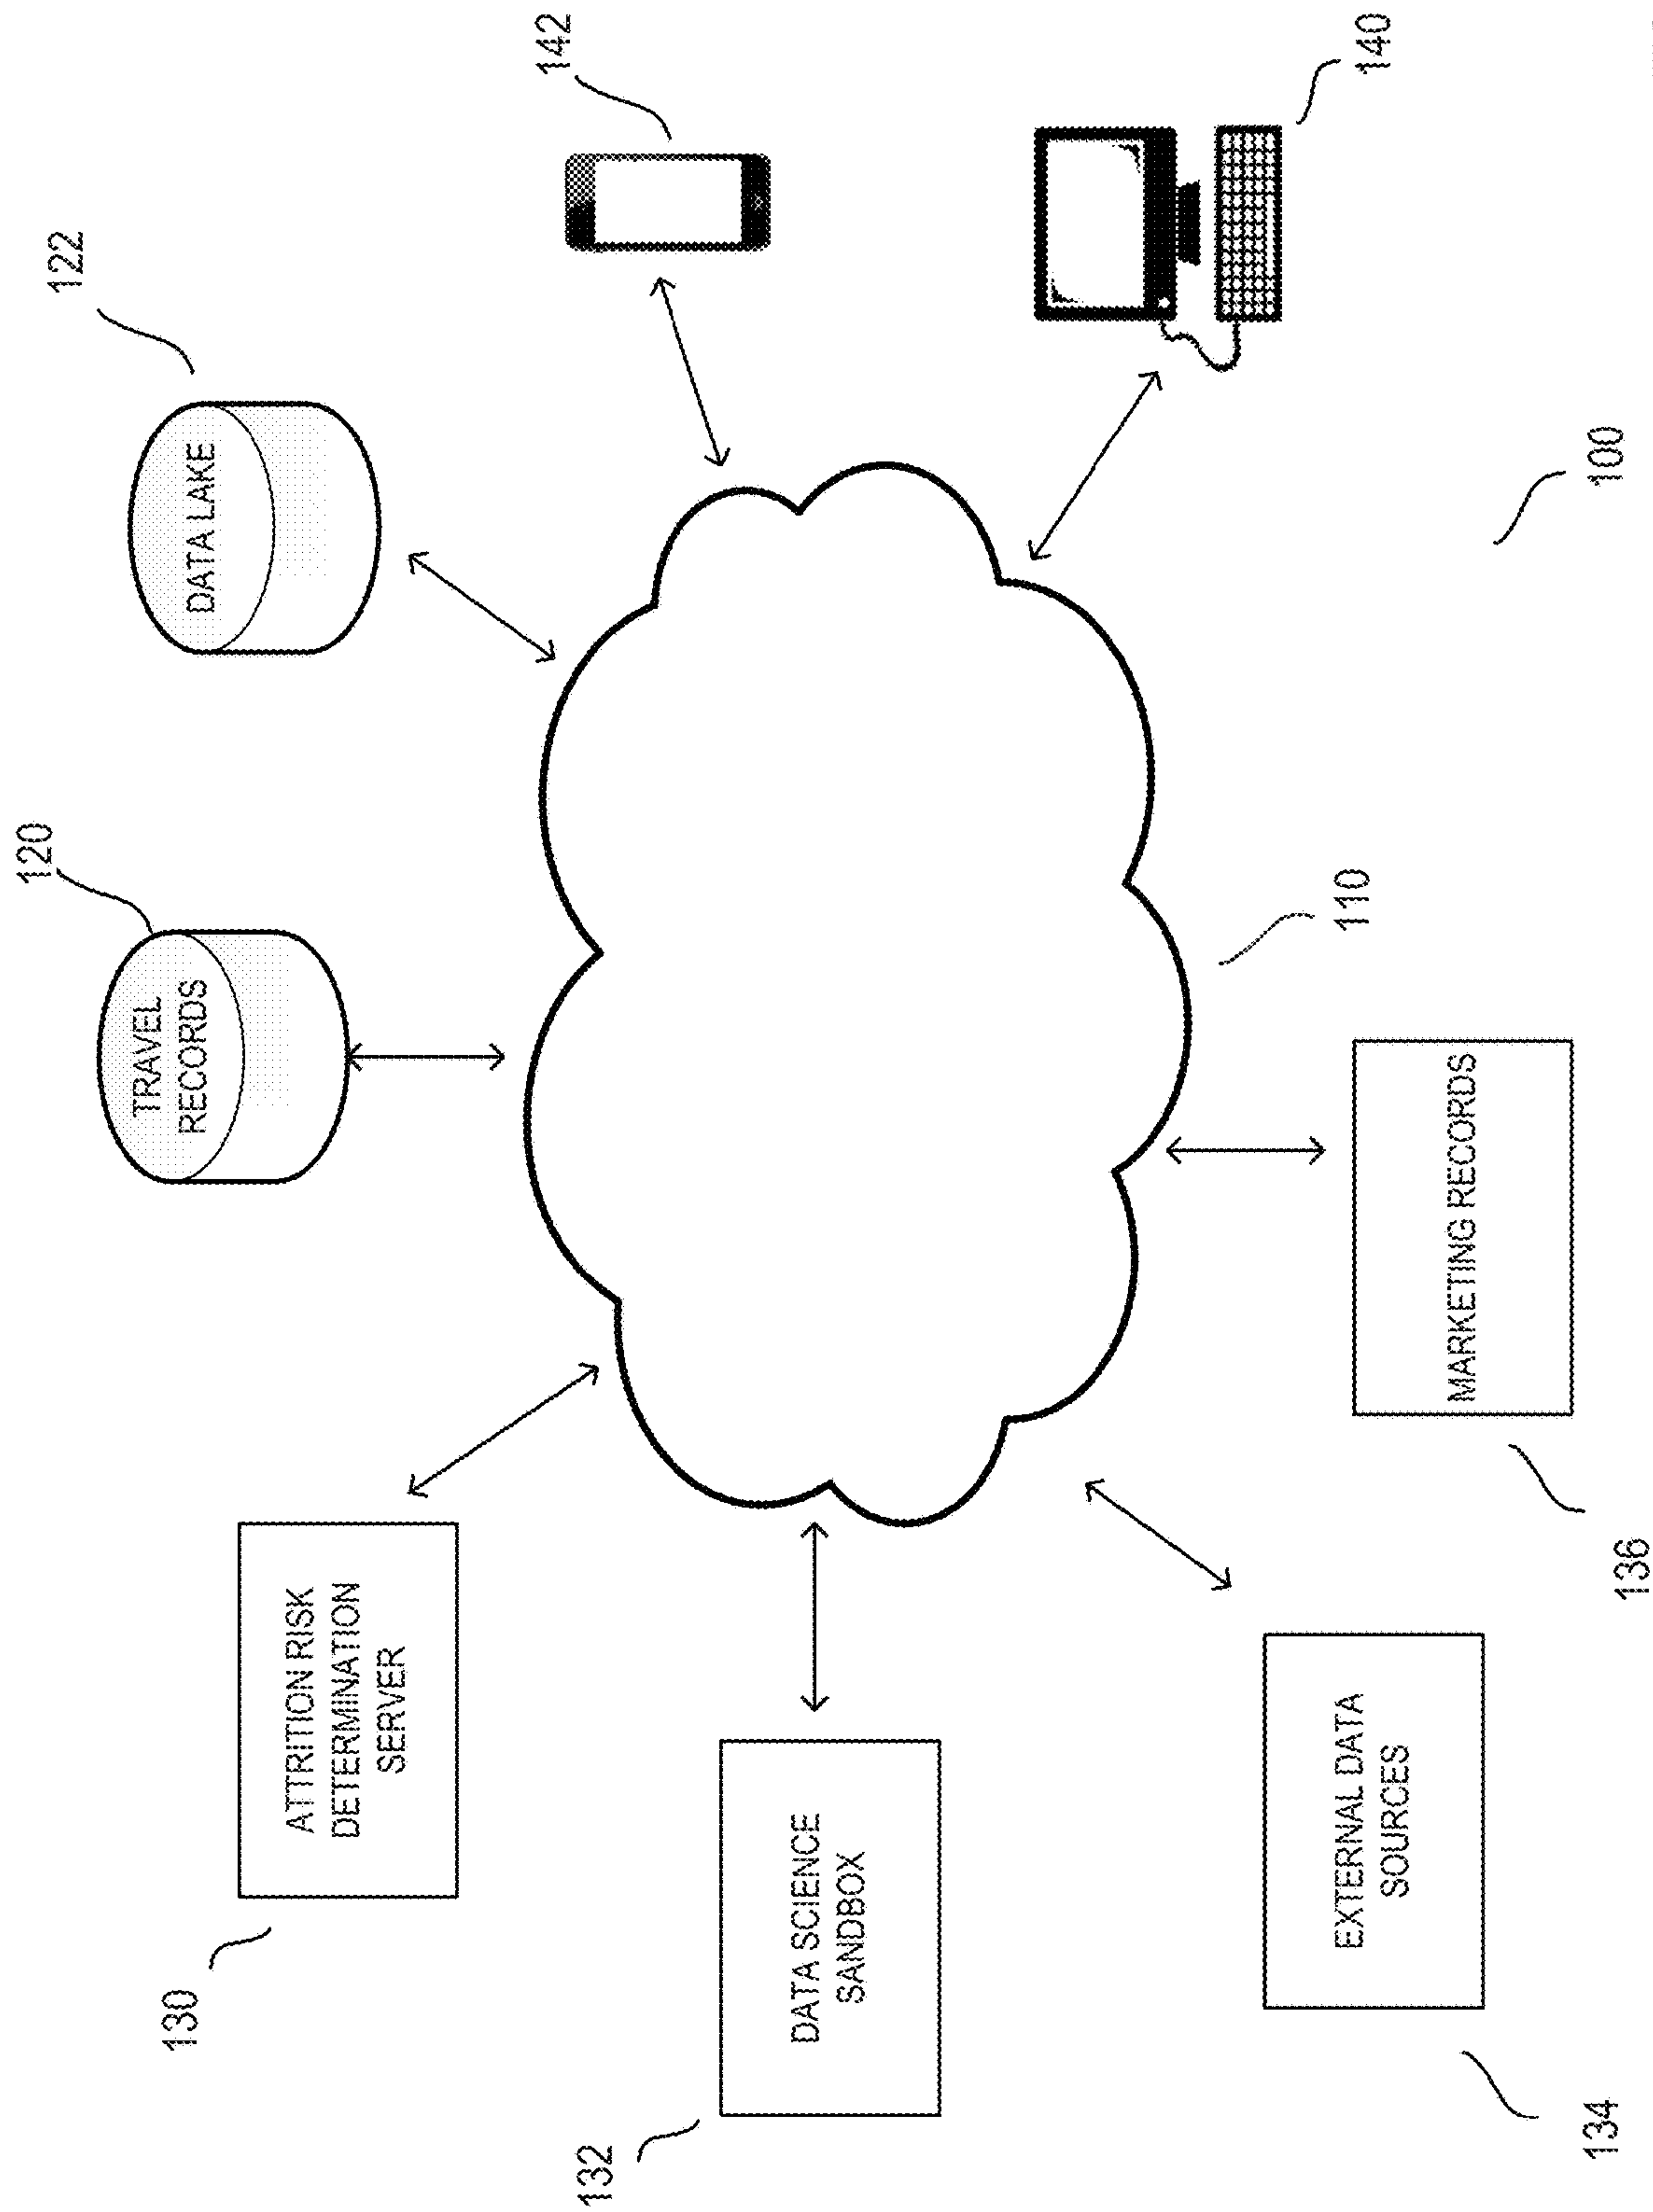 120
TRAVEL
RECORDS
122
DATA LAKE
142
130
ATTRITION RISK
DETERMINATION
SERVER
132
DATA SCIENCE
SANDBOX
140
134
EXTERNAL DATA
SOURCES
136
MARKETING RECORDS
110
100